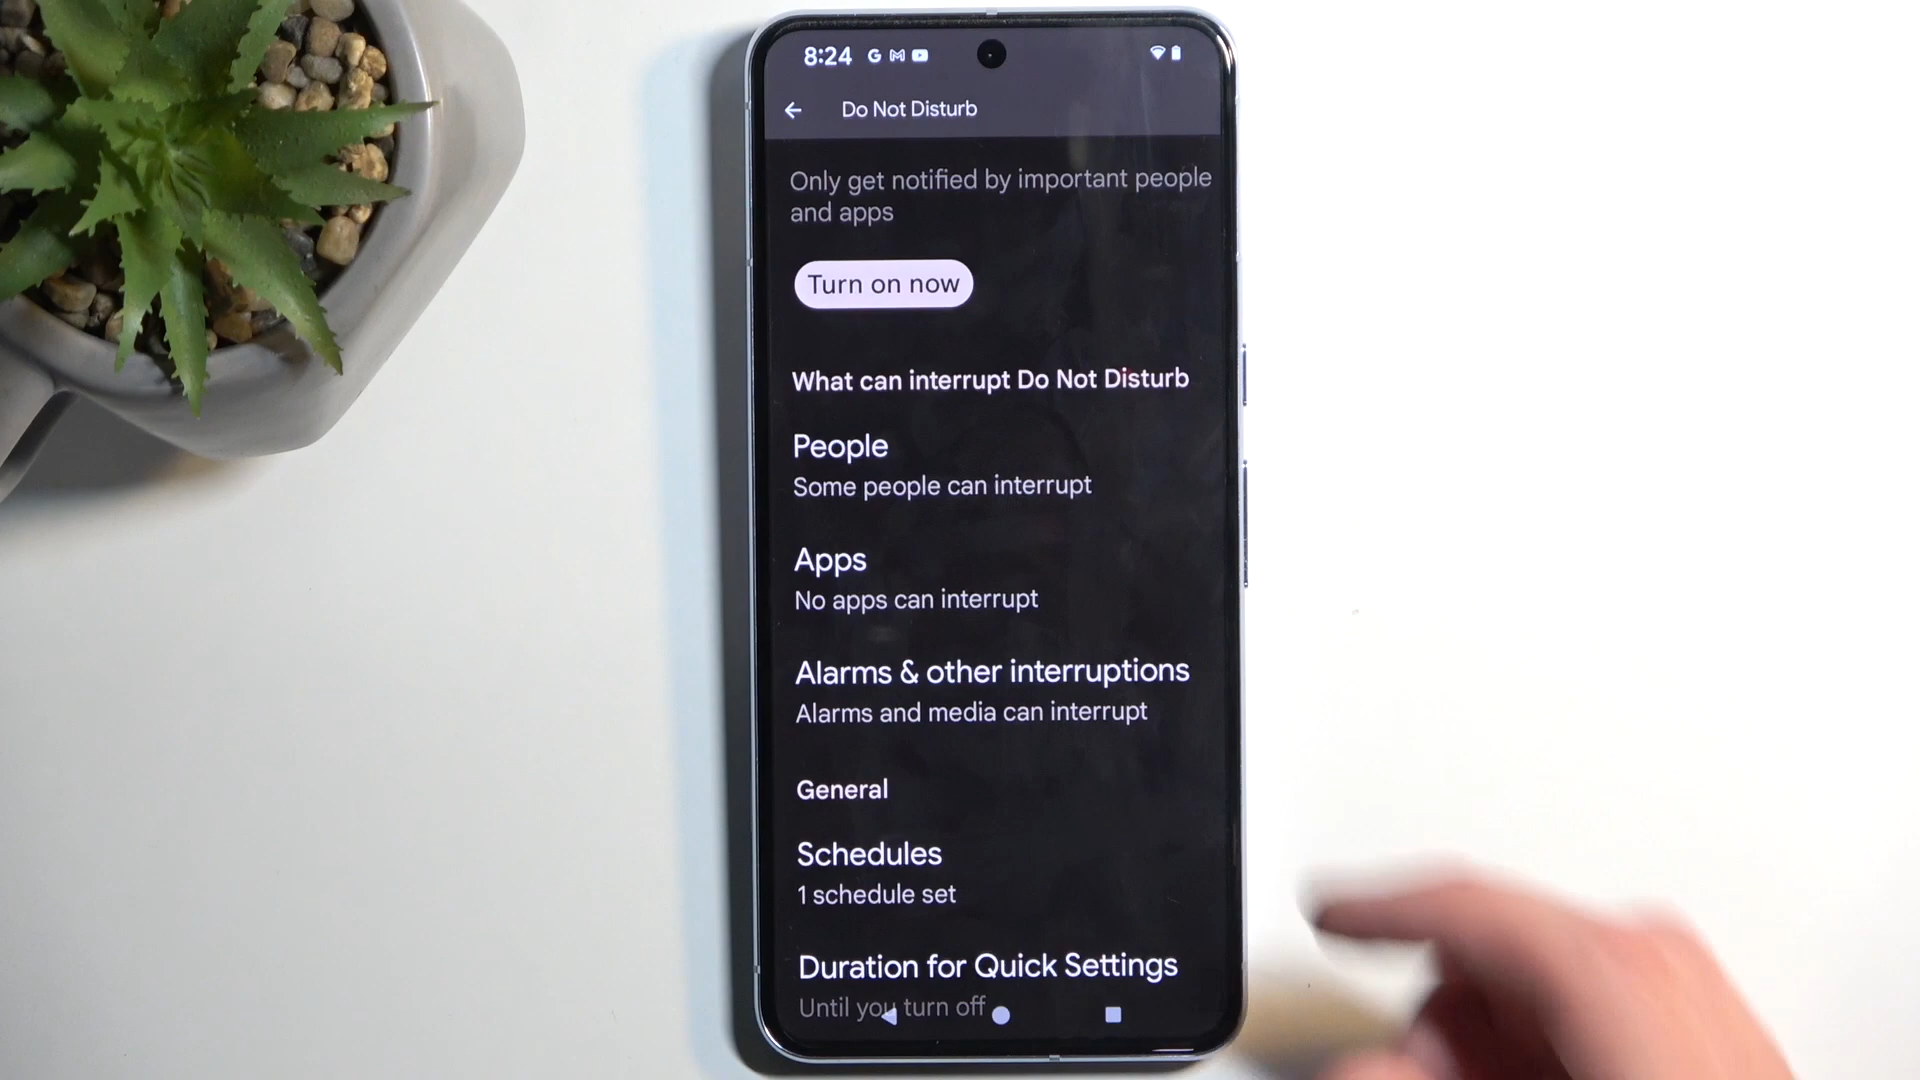 8:24 G M
Do Not Disturb
Only get notified by important people
and apps
Turn on now
What can interrupt Do Not Disturb
People
Some people can interrupt
Apps
No apps can interrupt
Alarms & other interruptions
Alarms and media can interrupt
General
Schedules
1 schedule set
Duration for Quick Settings
Until you turn off